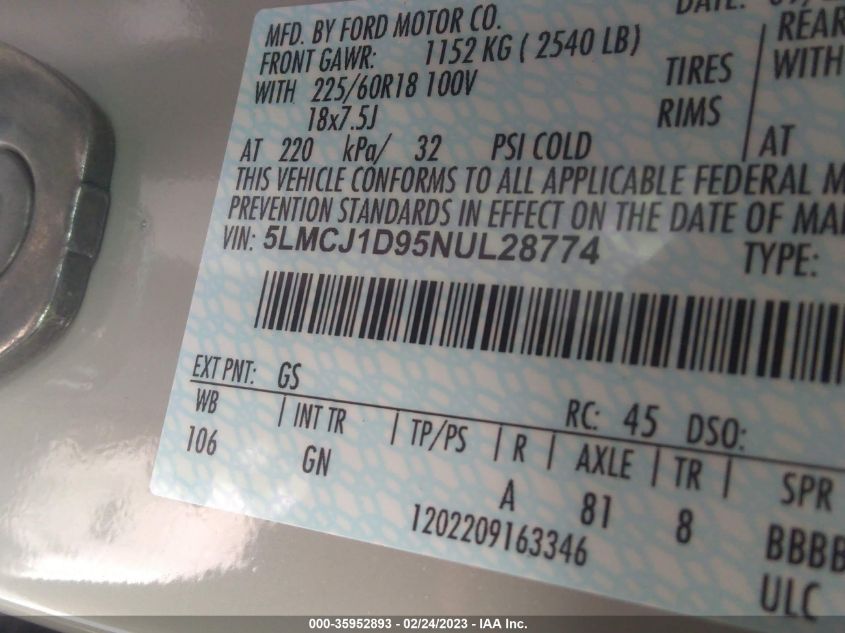 DATE:
MFD. BY FORD MOTOR CO.
FRONT GAWR: 1152 KG ( 2540 LB) REAR
WITH 225/60R18 100V TIRES WITH
18x7.5J RIMS
AT 220 kPa/ 32 PSI COLD AT
THIS VEHICLE CONFORMS TO ALL APPLICABLE FEDERAL M
PREVENTION STANDARDS IN EFFECT ON THE DATE OF MA
VIN: 5LMCJ1D95NUL28774 TYPE:
EXT PNT: GS RC: 45 DSO:
WB INT TR TP/PS R AXLE TR SPR
106 GN A 81 8 BBBB
1202209163346 ULC
000-35952893 - 02/24/2023 - IAA Inc.